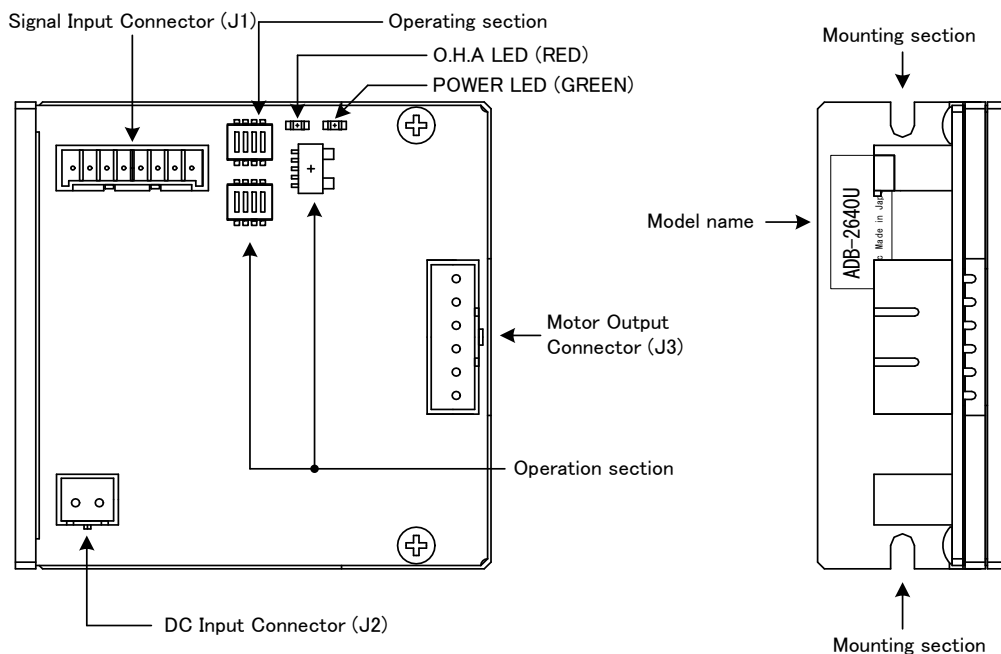 Signal Input Connector (J1)
Operating section
O.H.A LED (RED)
POWER LED (GREEN)
Mounting section
Model name
ADB-2640U
Made in Jap
Motor Output
Connector (J3)
Operation section
DC Input Connector (J2)
Mounting section